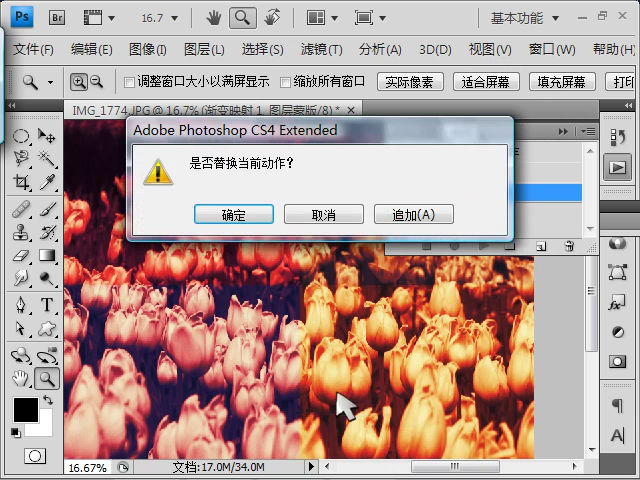 Ps Br 16.7 基本功能
文件(F) 编辑(E) 图像(I) 图层(L) 选择(S) 滤镜(T) 分析(A) 3D(D) 视图(V) 窗口(W) 帮助(H)
调整窗口大小以满屏显示 缩放所有窗口 实际像素 适合屏幕 填充屏幕 打印
IMG_1774.JPG @ 16.7% (渐变映射 1, 图层蒙版/8) *
Adobe Photoshop CS4 Extended
是否替换当前动作?
确定 取消 追加(A)
16.67% 文档:17.0M/34.0M